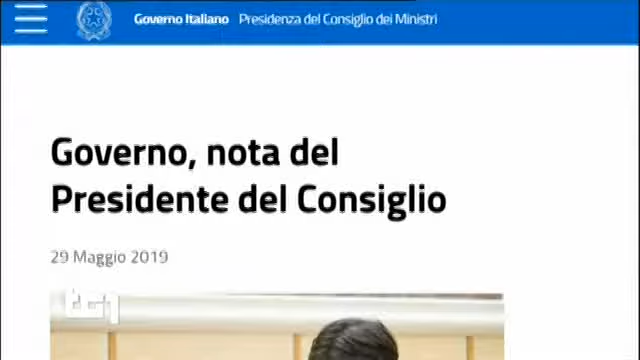 Governo Italiano Presidenza del Consiglio dei Ministri
Governo, nota del
Presidente del Consiglio
29 Maggio 2019